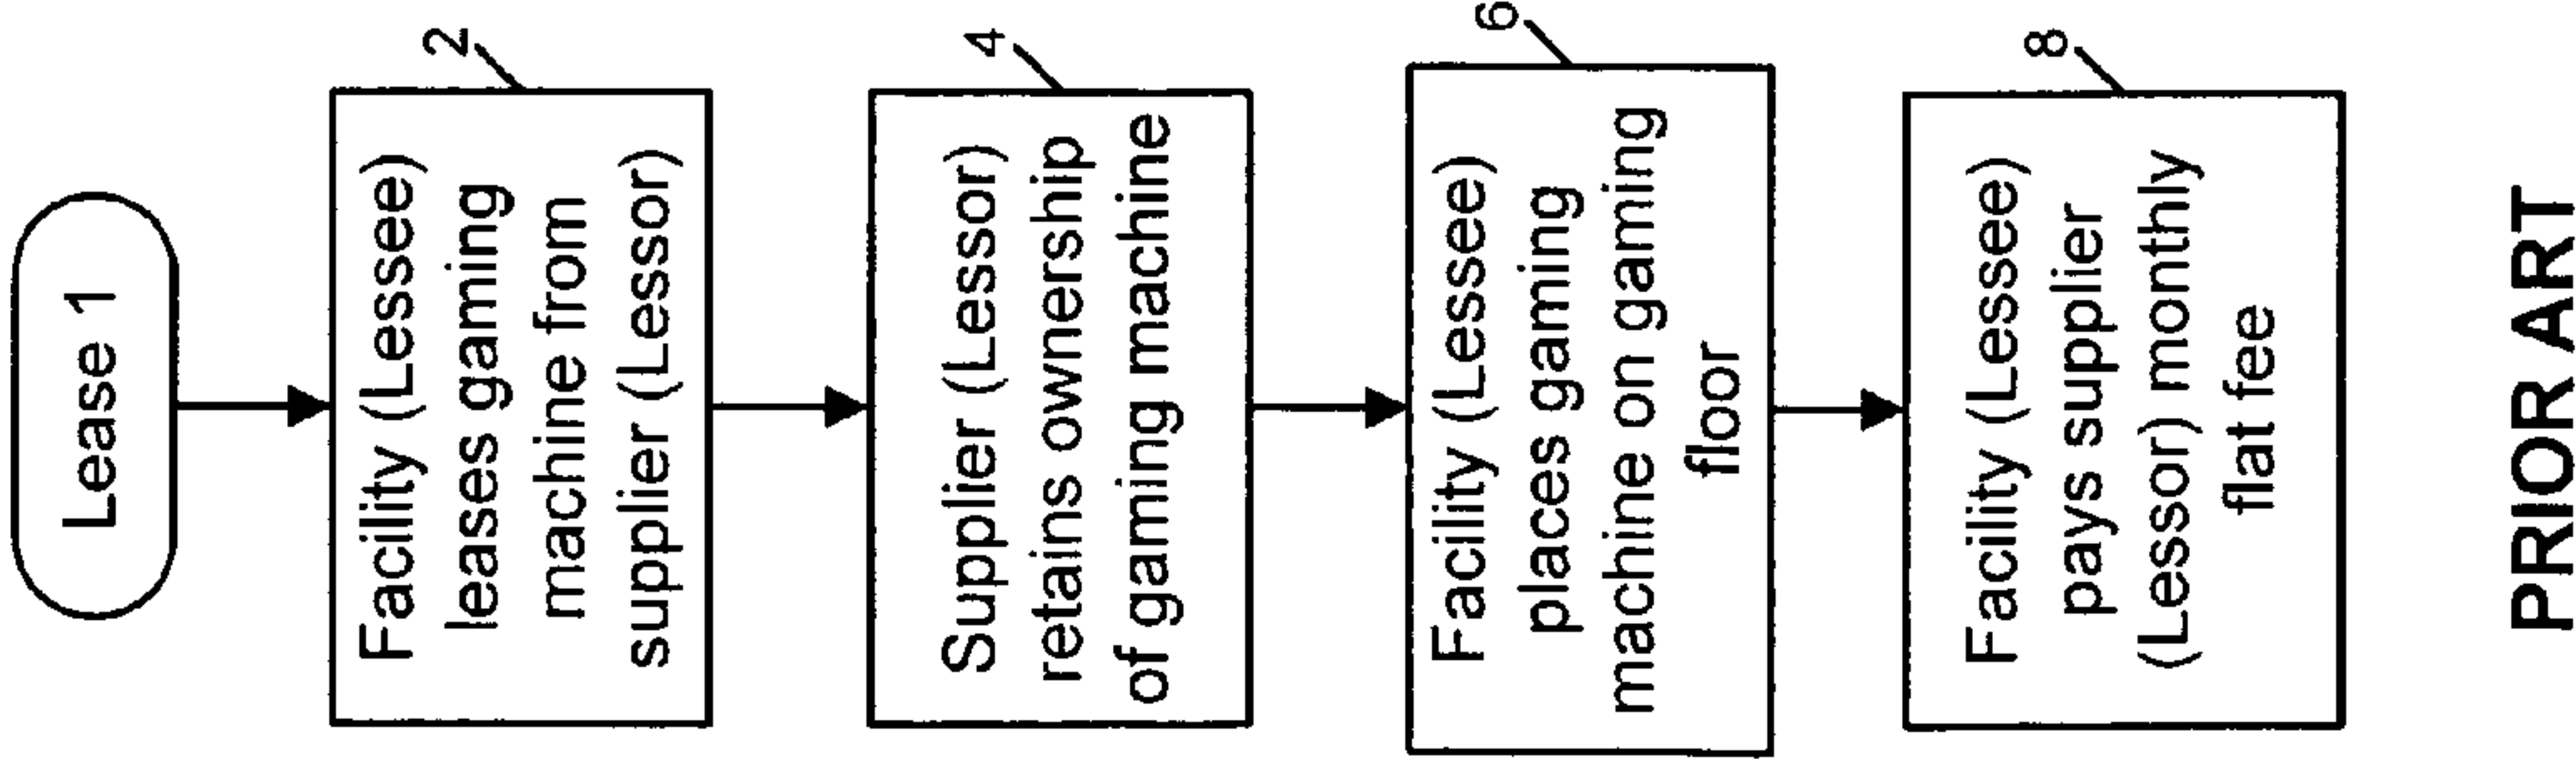 Lease 1
2
Facility (Lessee)
leases gaming
machine from
supplier (Lessor)
4
Supplier (Lessor)
retains ownership
of gaming machine
6
Facility (Lessee)
places gaming
machine on gaming
floor
8
Facility (Lessee)
pays supplier
(Lessor) monthly
flat fee
PRIOR ART